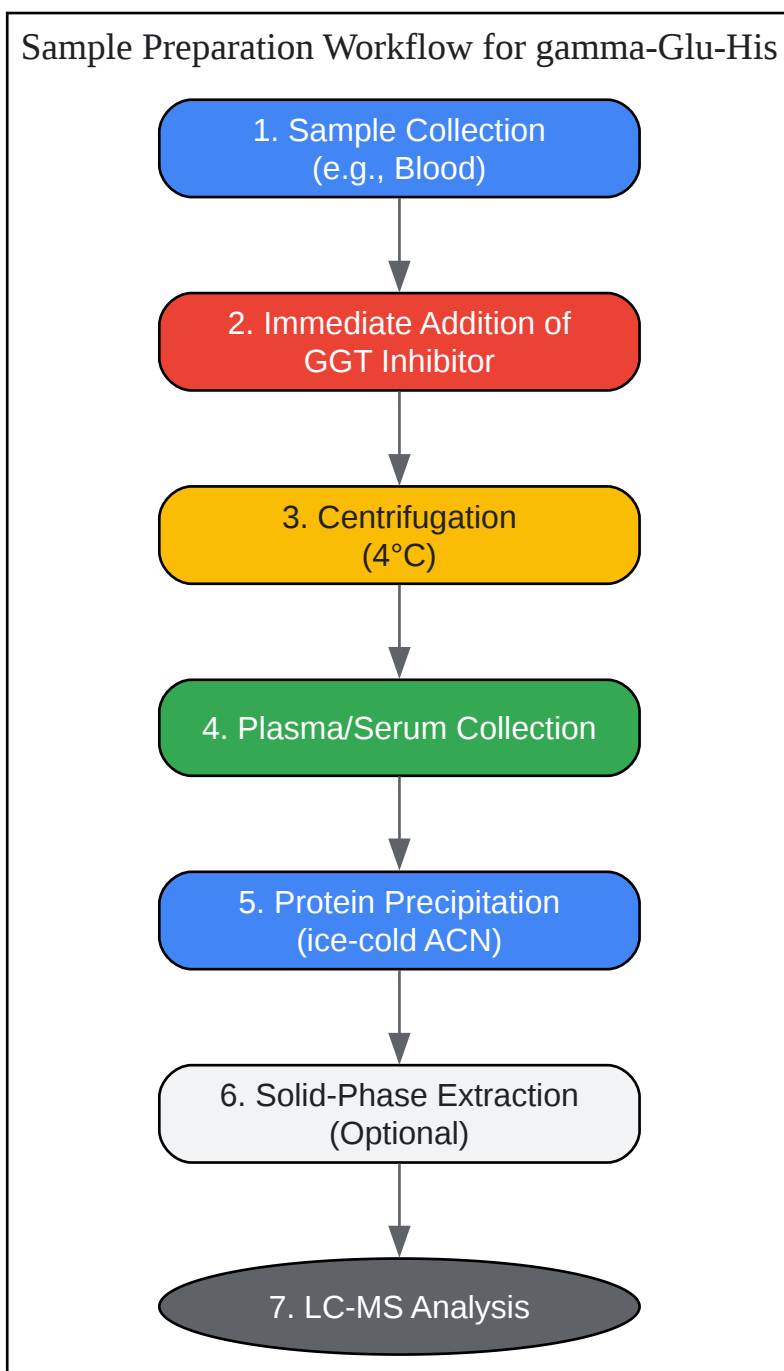 Sample Preparation Workflow for gamma-Glu-His
1. Sample Collection
(e.g., Blood)
2. Immediate Addition of
GGT Inhibitor
3. Centrifugation
(4°C)
4. Plasma/Serum Collection
5. Protein Precipitation
(ice-cold ACN)
6. Solid-Phase Extraction
(Optional)
7. LC-MS Analysis